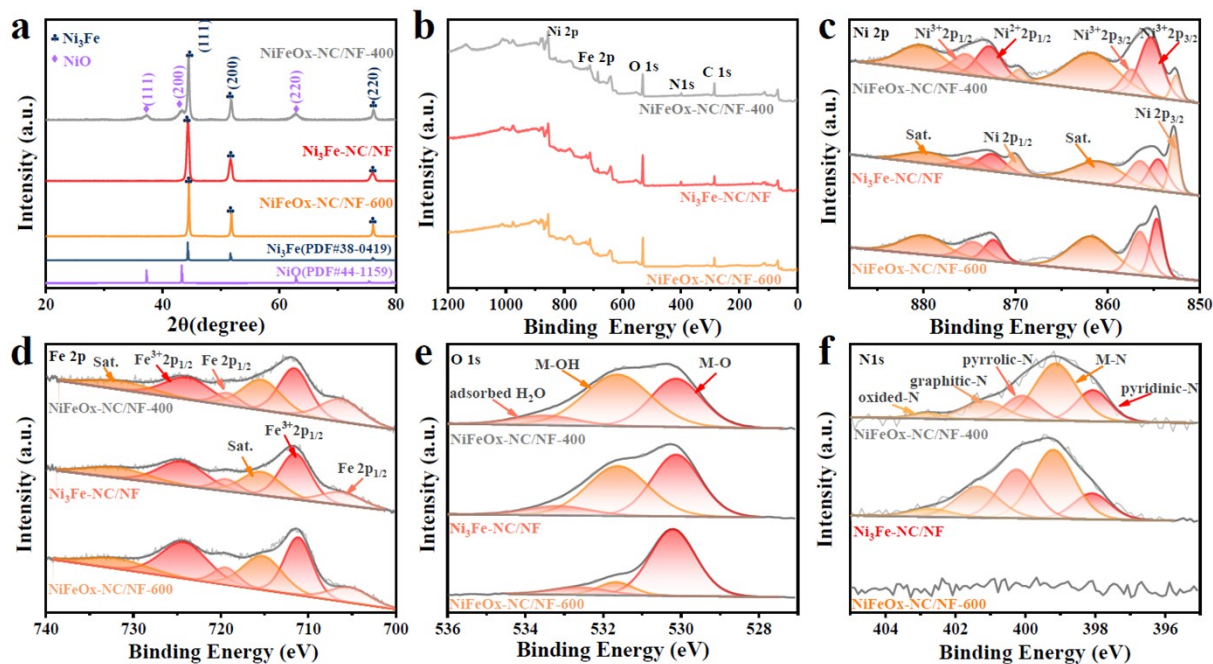 a
♣ Ni₃Fe
♦ NiO
NiFeOx-NC/NF-400
(111)
(200)
(111)
(200)
(220)
(220)
Ni₃Fe-NC/NF
NiFeOx-NC/NF-600
Ni₃Fe(PDF#38-0419)
NiO(PDF#44-1159)
20 40 60 80
2θ(degree)
Intensity (a.u.)
b
Ni 2p
Fe 2p
O 1s
N1s
C 1s
NiFeOx-NC/NF-400
Ni₃Fe-NC/NF
NiFeOx-NC/NF-600
1200 1000 800 600 400 200 0
Binding Energy (eV)
Intensity (a.u.)
c
Ni 2p
Ni³⁺2p₁/₂
Ni²⁺2p₁/₂
Ni³⁺2p₃/₂
Ni³⁺2p₃/₂
NiFeOx-NC/NF-400
Sat.
Ni 2p₁/₂
Sat.
Ni 2p₃/₂
Ni₃Fe-NC/NF
NiFeOx-NC/NF-600
880 870 860 850
Binding Energy (eV)
Intensity (a.u.)
d
Fe 2p
Sat.
Fe³⁺2p₁/₂
Fe 2p₁/₂
NiFeOx-NC/NF-400
Sat.
Fe³⁺2p₁/₂
Fe 2p₁/₂
Ni₃Fe-NC/NF
NiFeOx-NC/NF-600
740 730 720 710 700
Binding Energy (eV)
Intensity (a.u.)
e
O 1s
M-OH
M-O
adsorbed H₂O
NiFeOx-NC/NF-400
Ni₃Fe-NC/NF
NiFeOx-NC/NF-600
536 534 532 530 528
Binding Energy (eV)
Intensity (a.u.)
f
N1s
pyrrolic-N
M-N
graphitic-N
oxided-N
pyridinic-N
NiFeOx-NC/NF-400
Ni₃Fe-NC/NF
NiFeOx-NC/NF-600
404 402 400 398 396
Binding Energy (eV)
Intensity (a.u.)